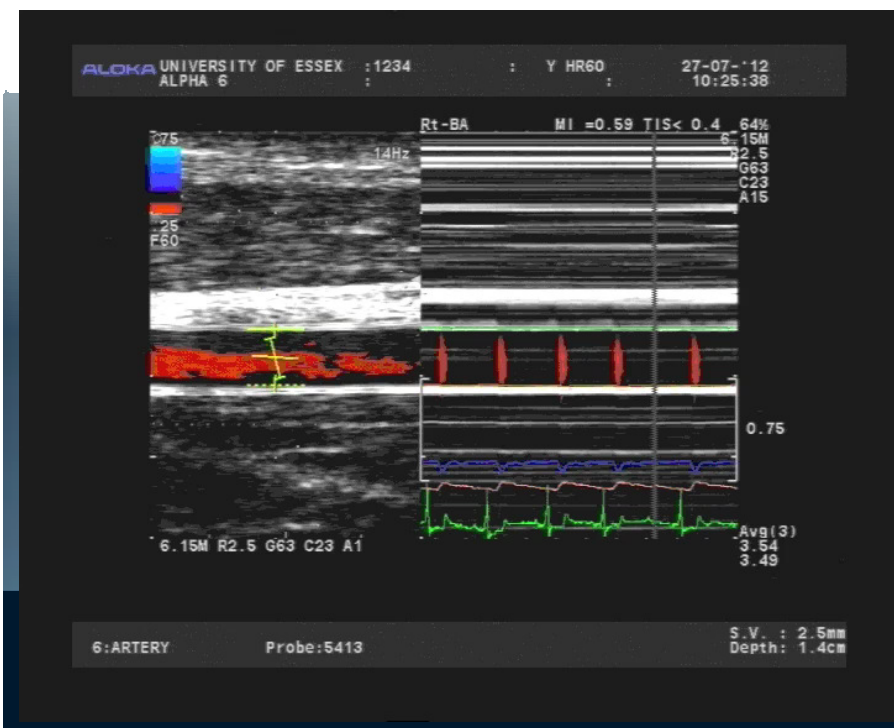 ALOKA UNIVERSITY OF ESSEX :1234 : Y HR60 27-07-'12
ALPHA 6 : : 10:25:38
Rt-BA MI =0.59 TIS< 0.4 64%
C75
14Hz
6.15M
R2.5
G63
C23
A15
.25
F60
0.75
6.15M R2.5 G63 C23 A1
Avg(3)
3.54
3.49
6:ARTERY Probe:5413
S.V. : 2.5mm
Depth: 1.4cm